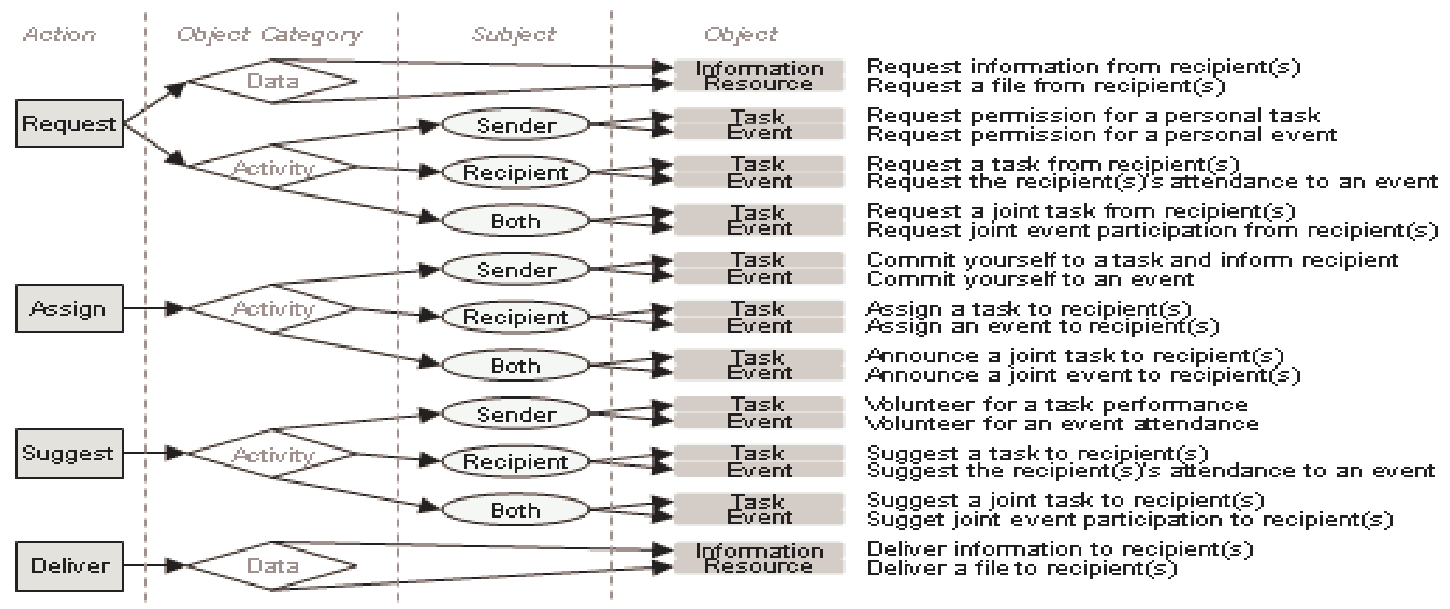 Action Object Category Subject Object
Data
Information Request information from recipient(s)
Resource Request a file from recipient(s)
Request
Sender
Task Request permission for a personal task
Event Request permission for a personal event
Activity
Recipient
Task Request a task from recipient(s)
Event Request the recipient(s)'s attendance to an event
Both
Task Request a joint task from recipient(s)
Event Request joint event participation from recipient(s)
Assign
Activity
Sender
Task Commit yourself to a task and inform recipient
Event Commit yourself to an event
Recipient
Task Assign a task to recipient(s)
Event Assign an event to recipient(s)
Both
Task Announce a joint task to recipient(s)
Event Announce a joint event to recipient(s)
Suggest
Activity
Sender
Task Volunteer for a task performance
Event Volunteer for an event attendance
Recipient
Task Suggest a task to recipient(s)
Event Suggest the recipient(s)'s attendance to an event
Both
Task Suggest a joint task to recipient(s)
Event Sugget joint event participation to recipient(s)
Deliver
Data
Information Deliver information to recipient(s)
Resource Deliver a file to recipient(s)